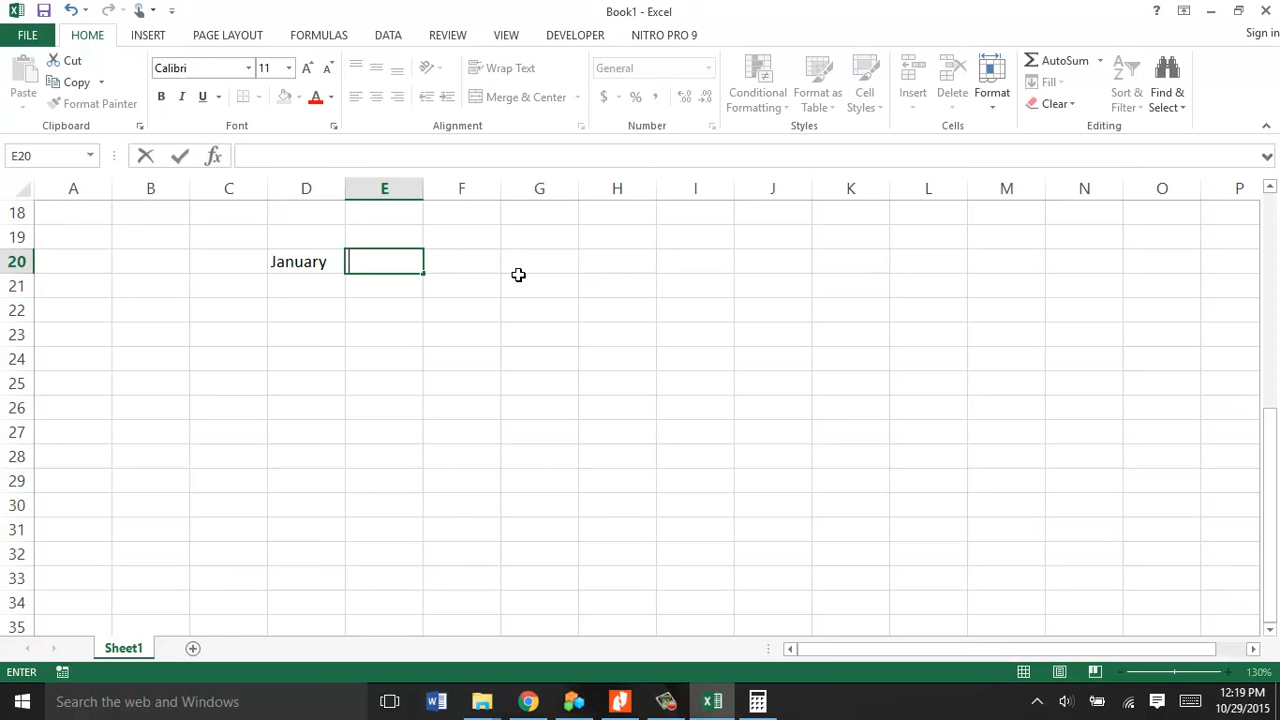 Book1 - Excel
Sign in
FILE HOME INSERT PAGE LAYOUT FORMULAS DATA REVIEW VIEW DEVELOPER NITRO PRO 9
Paste
Cut
Copy
Format Painter
Clipboard
Calibri 11
B I U
Font
Wrap Text
Merge & Center
Alignment
General
$ % ,
Number
Conditional Formatting
Format as Table
Cell Styles
Styles
Insert
Delete
Format
Cells
AutoSum
Fill
Clear
Sort & Filter
Find & Select
Editing
E20 fx
A B C D E F G H I J K L M N O P
18
19
20 January
21
22
23
24
25
26
27
28
29
30
31
32
33
34
35
Sheet1
ENTER 130%
Search the web and Windows
12:19 PM
10/29/2015